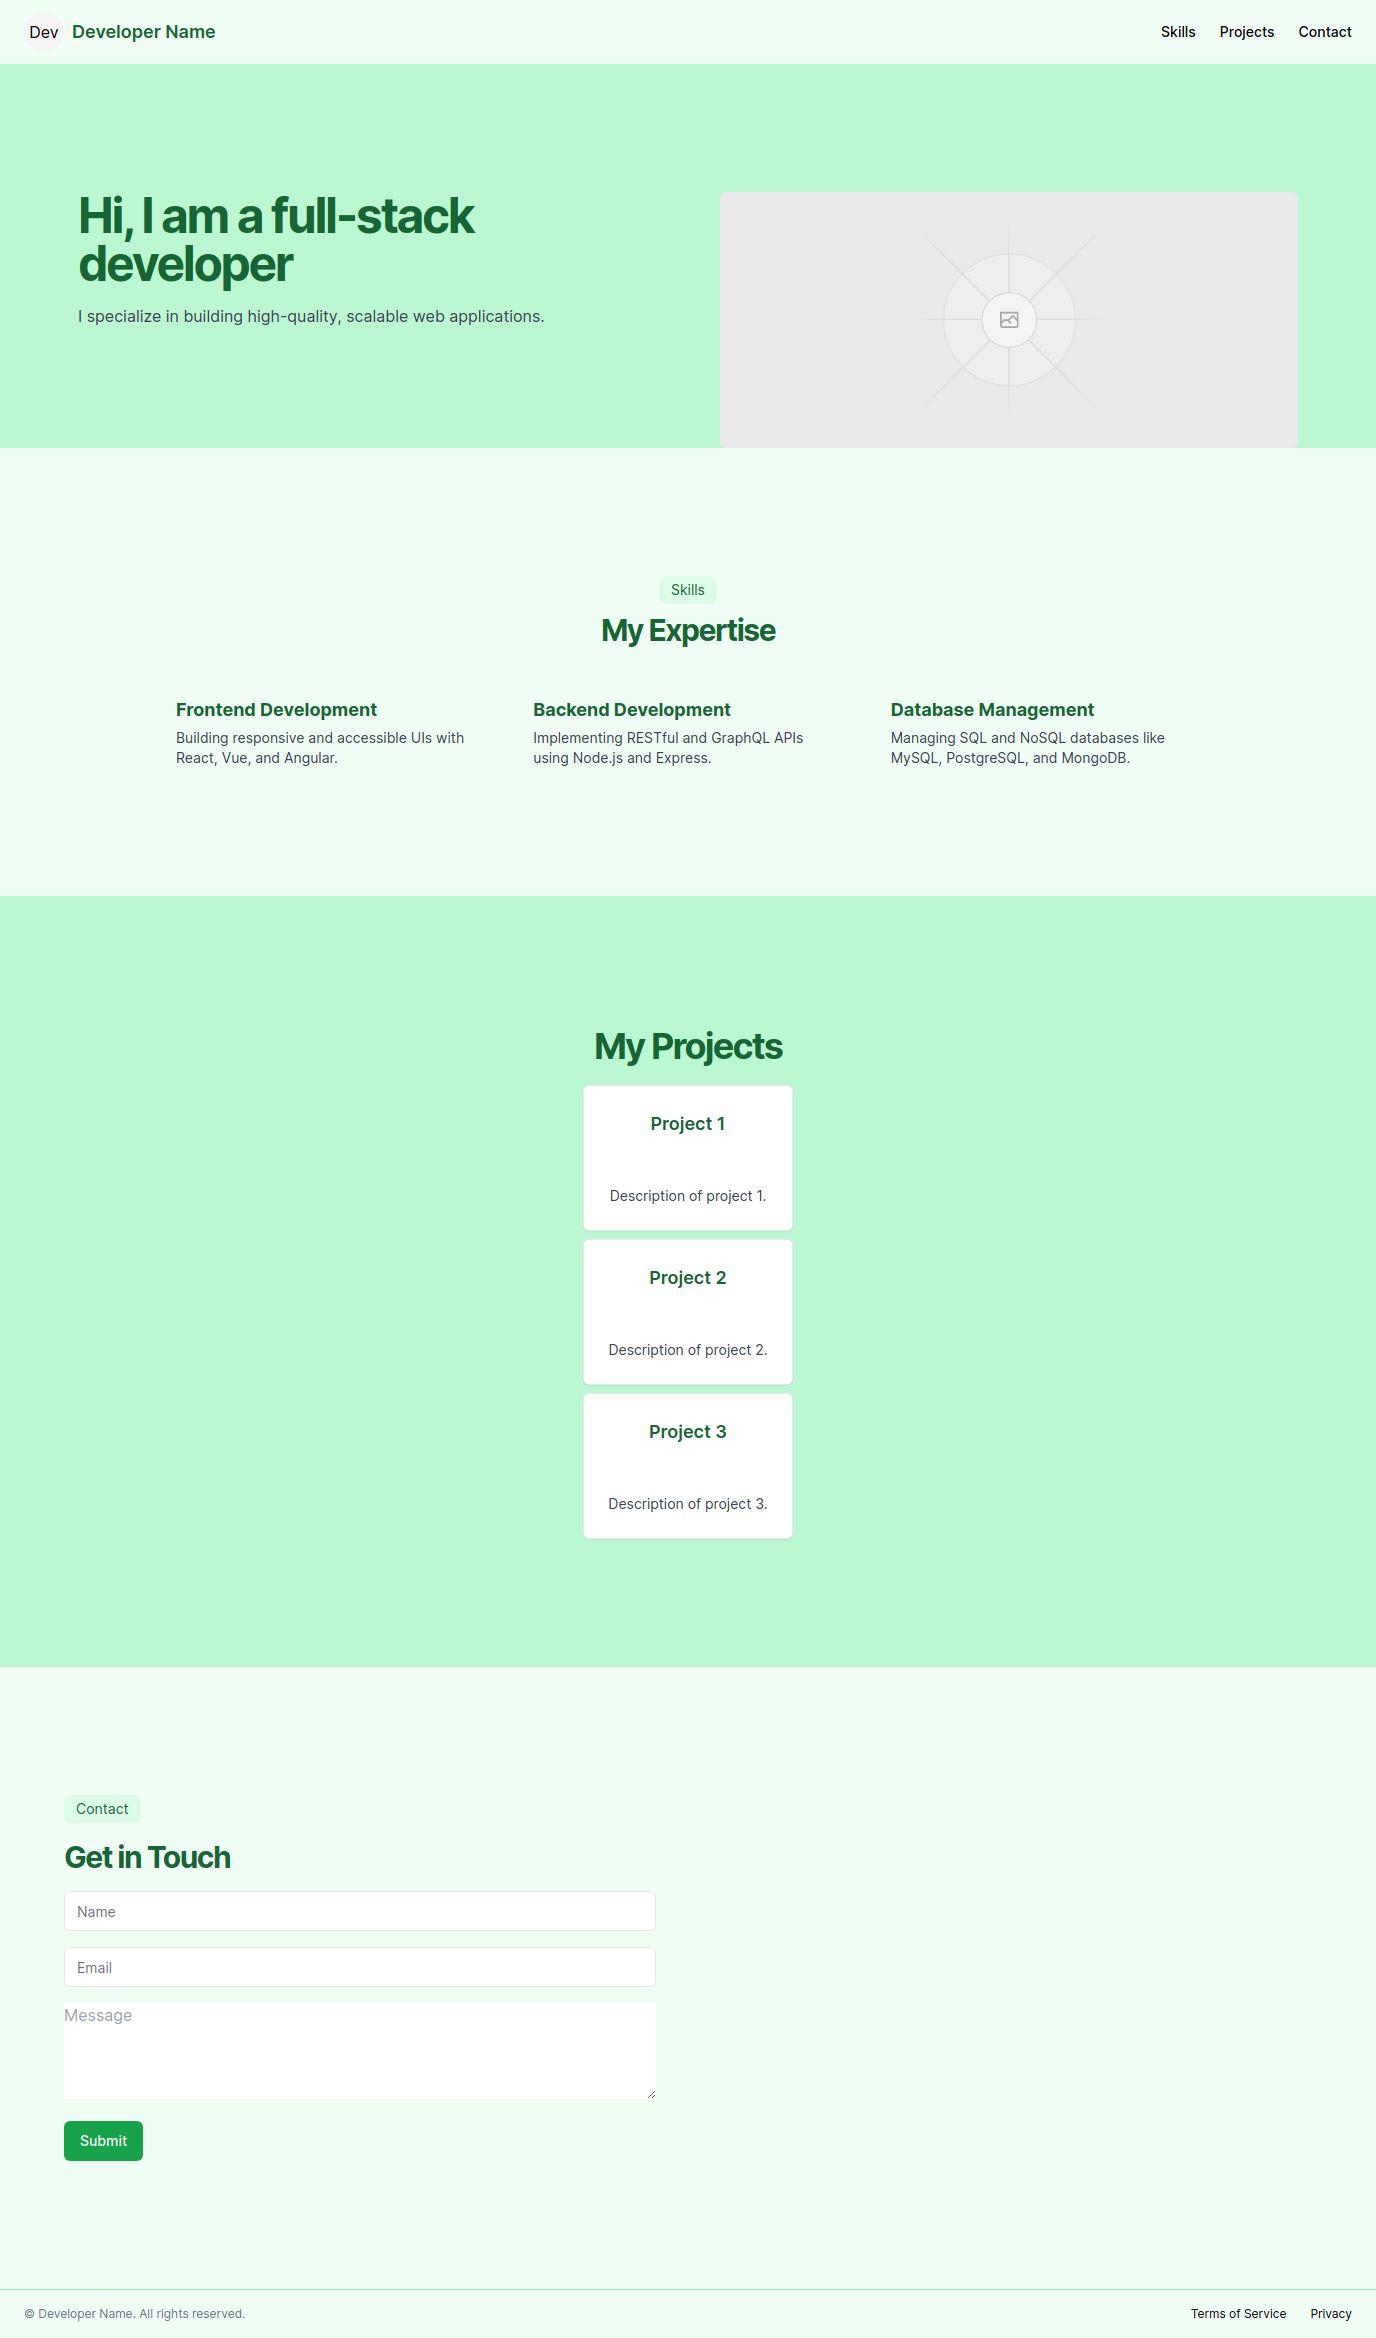 Dev
Developer Name
Skills
Projects
Contact
Hi, I am a full-stack
developer
I specialize in building high-quality, scalable web applications.
Skills
My Expertise
Frontend Development
Building responsive and accessible UIs with
React, Vue, and Angular.
Backend Development
Implementing RESTful and GraphQL APIs
using Node.js and Express.
Database Management
Managing SQL and NoSQL databases like
MySQL, PostgreSQL, and MongoDB.
My Projects
Project 1
Description of project 1.
Project 2
Description of project 2.
Project 3
Description of project 3.
Contact
Get in Touch
Name
Email
Message
Submit
© Developer Name. All rights reserved.
Terms of Service
Privacy